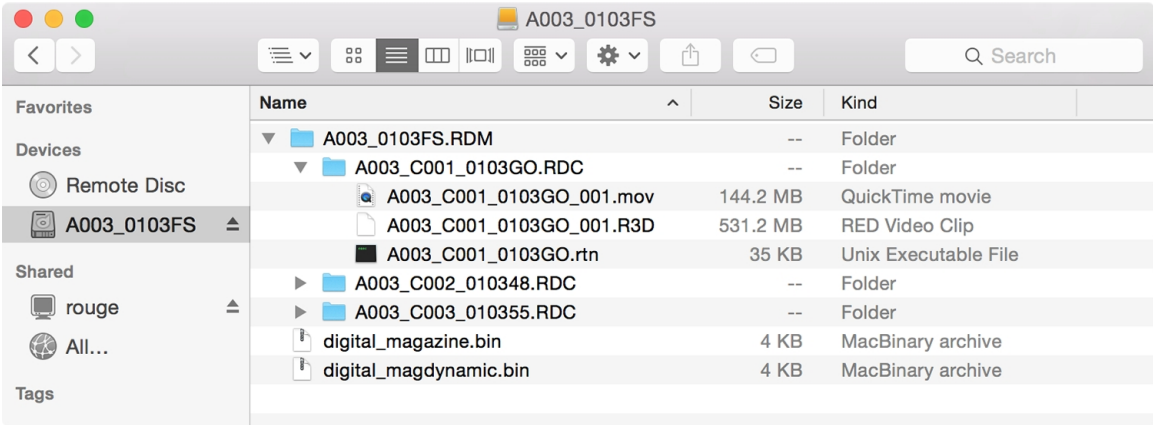 A003_0103FS
Search
Favorites
Devices
Remote Disc
A003_0103FS
Shared
rouge
All...
Tags
Name Size Kind
A003_0103FS.RDM -- Folder
A003_C001_0103GO.RDC -- Folder
A003_C001_0103GO_001.mov 144.2 MB QuickTime movie
A003_C001_0103GO_001.R3D 531.2 MB RED Video Clip
A003_C001_0103GO.rtn 35 KB Unix Executable File
A003_C002_010348.RDC -- Folder
A003_C003_010355.RDC -- Folder
digital_magazine.bin 4 KB MacBinary archive
digital_magdynamic.bin 4 KB MacBinary archive